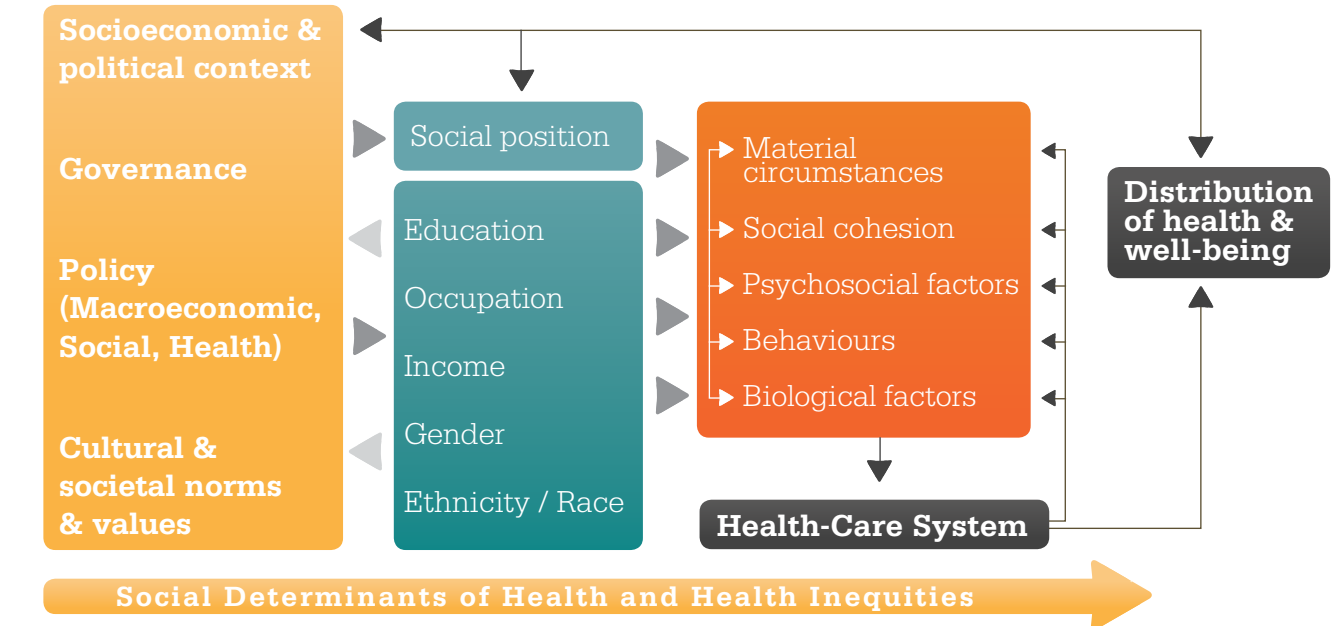 Socioeconomic &
political context
Governance
Policy
(Macroeconomic,
Social, Health)
Cultural &
societal norms
& values
Social position
Education
Occupation
Income
Gender
Ethnicity / Race
Material
circumstances
Social cohesion
Psychosocial factors
Behaviours
Biological factors
Health-Care System
Distribution
of health &
well-being
Social Determinants of Health and Health Inequities